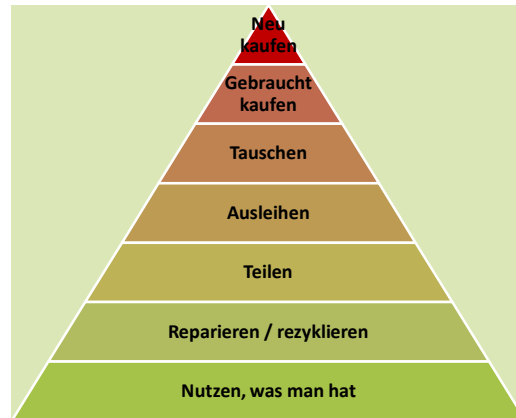 Neu
kaufen
Gebraucht
kaufen
Tauschen
Ausleihen
Teilen
Reparieren / rezyklieren
Nutzen, was man hat